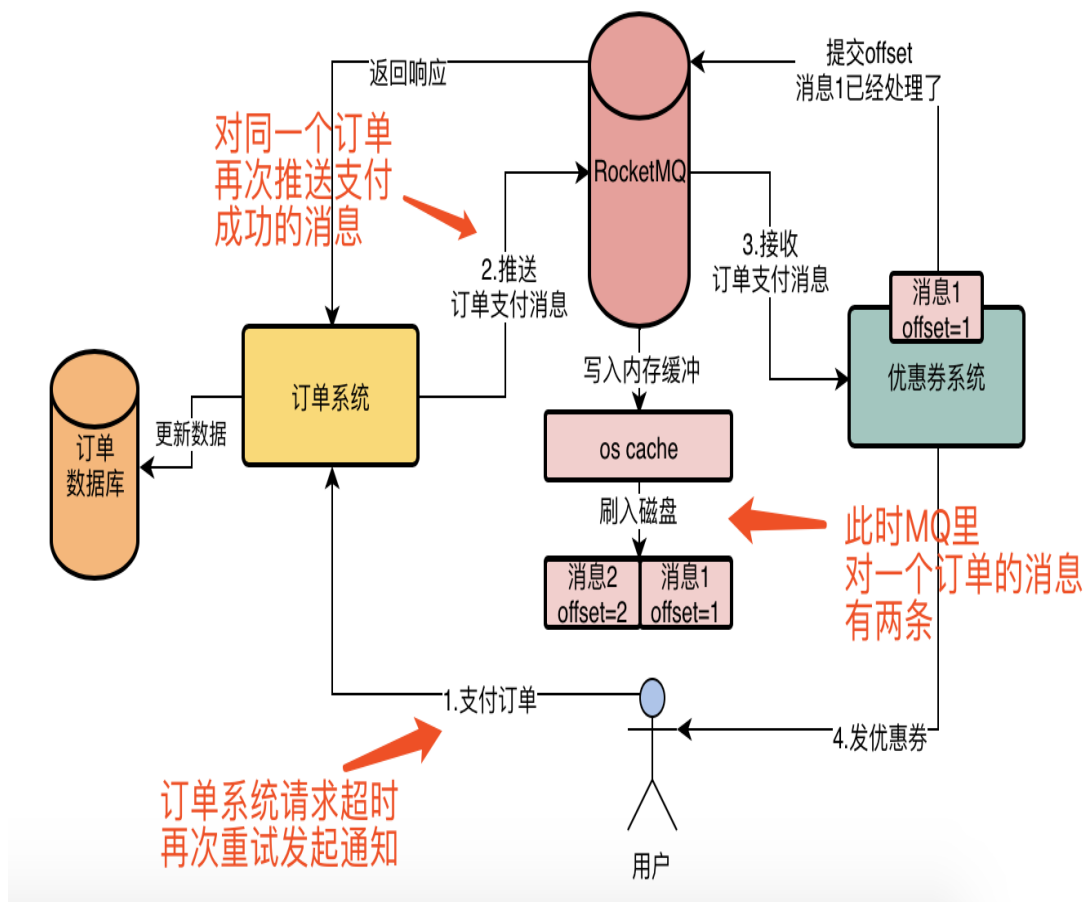 提交offset
消息1已经处理了
返回响应
对同一个订单
再次推送支付
成功的消息
RocketMQ
2.推送
订单支付消息
3.接收
订单支付消息
消息1
offset=1
优惠券系统
订单系统
写入内存缓冲
os cache
更新数据
订单
数据库
刷入磁盘
此时MQ里
对一个订单的消息
有两条
消息2
offset=2
消息1
offset=1
1.支付订单
4.发优惠券
订单系统请求超时
再次重试发起通知
用户